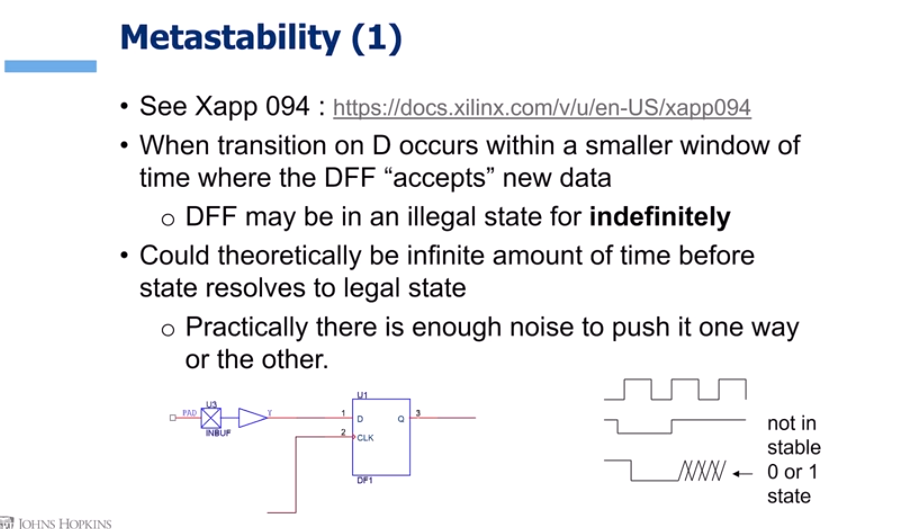 Metastability (1)
• See Xapp 094 : https://docs.xilinx.com/v/u/en-US/xapp094
• When transition on D occurs within a smaller window of
time where the DFF “accepts” new data
o DFF may be in an illegal state for indefinitely
• Could theoretically be infinite amount of time before
state resolves to legal state
o Practically there is enough noise to push it one way
or the other.
PAD
U3
INBUF
Y
U1
1
D
Q
3
2
CLK
DF1
not in
stable
0 or 1
state
JOHNS HOPKINS